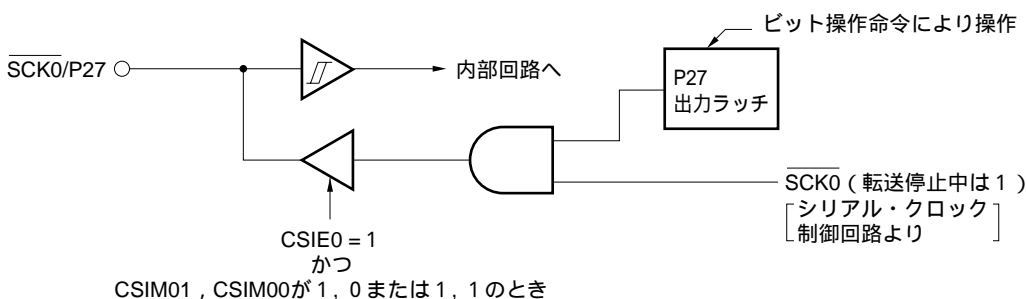 ビット操作命令により操作
S̅C̅K̅0̅/P27
内部回路へ
P27
出力ラッチ
S̅C̅K̅0̅（転送停止中は1）
シリアル・クロック
制御回路より
CSIE0 = 1
かつ
CSIM01，CSIM00が1, 0または1, 1のとき